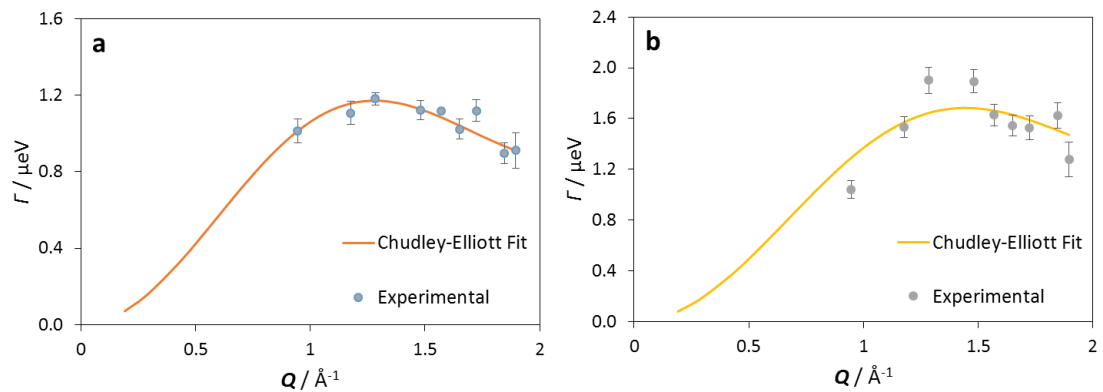 a
1.6
1.2
0.8
0.4
0.0
0
0.5
1
1.5
2
Γ / μeV
Q / Å⁻¹
Chudley-Elliott Fit
Experimental
b
2.4
2.0
1.6
1.2
0.8
0.4
0.0
0
0.5
1
1.5
2
Γ / μeV
Q / Å⁻¹
Chudley-Elliott Fit
Experimental